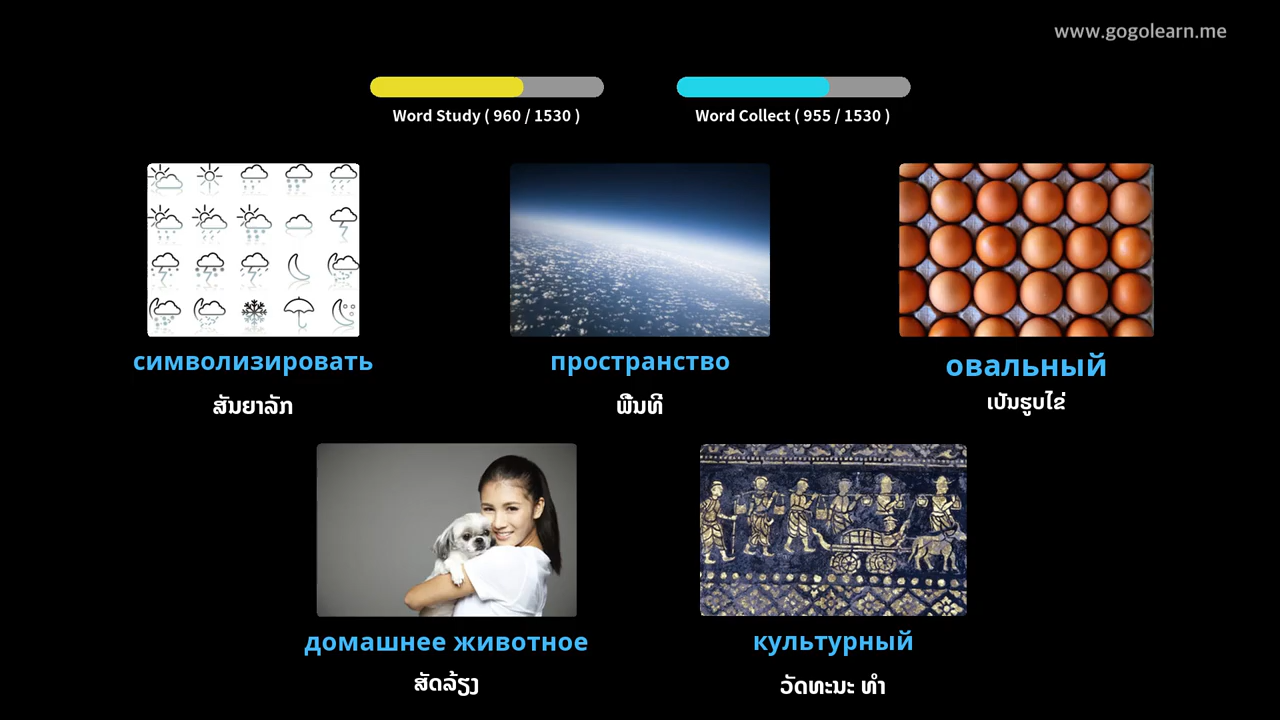 www.gogolearn.me
Word Study ( 960 / 1530 )
Word Collect ( 955 / 1530 )
символизировать
ສັນຍາລັກ
пространство
ພື້ນທີ່
овальный
ເປັນຮູບໄຂ່
домашнее животное
ສັດລ້ຽງ
культурный
ວັດທະນະ ທຳ